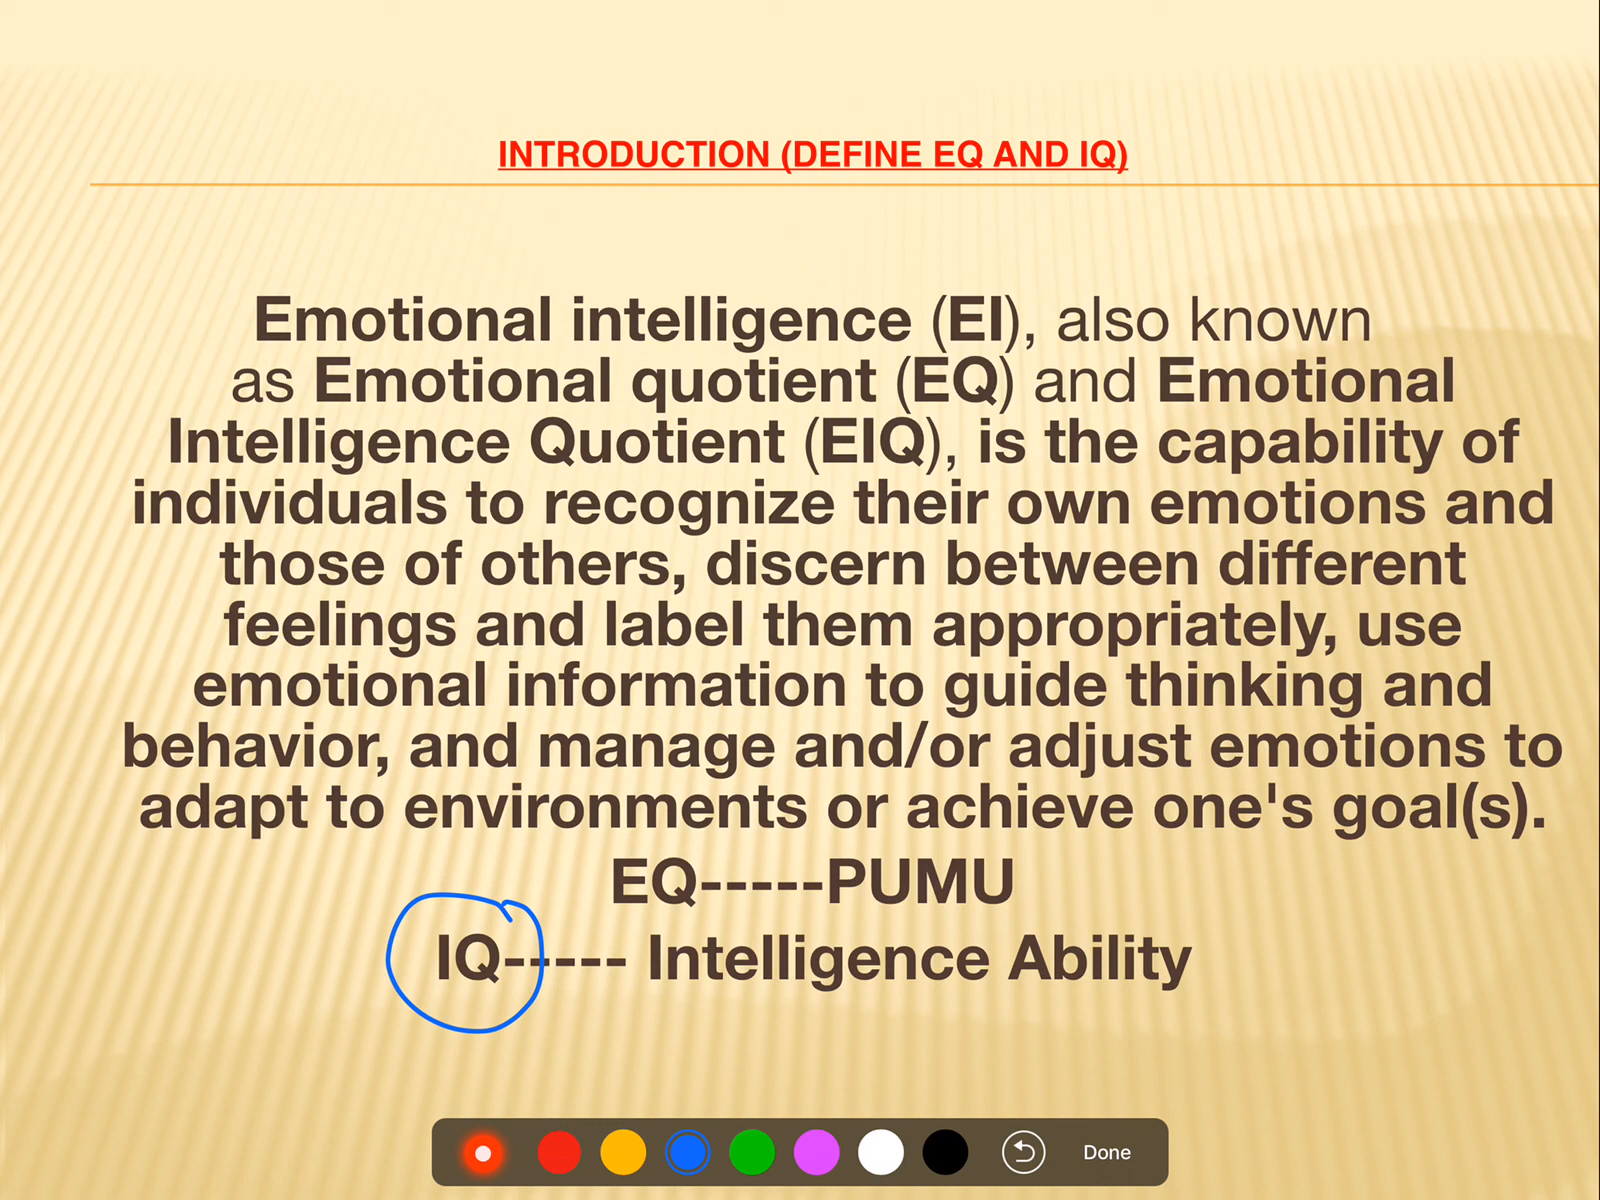 INTRODUCTION (DEFINE EQ AND IQ)
Emotional intelligence (EI), also known
as Emotional quotient (EQ) and Emotional
Intelligence Quotient (EIQ), is the capability of
individuals to recognize their own emotions and
those of others, discern between different
feelings and label them appropriately, use
emotional information to guide thinking and
behavior, and manage and/or adjust emotions to
adapt to environments or achieve one's goal(s).
EQ-----PUMU
IQ----- Intelligence Ability
Done